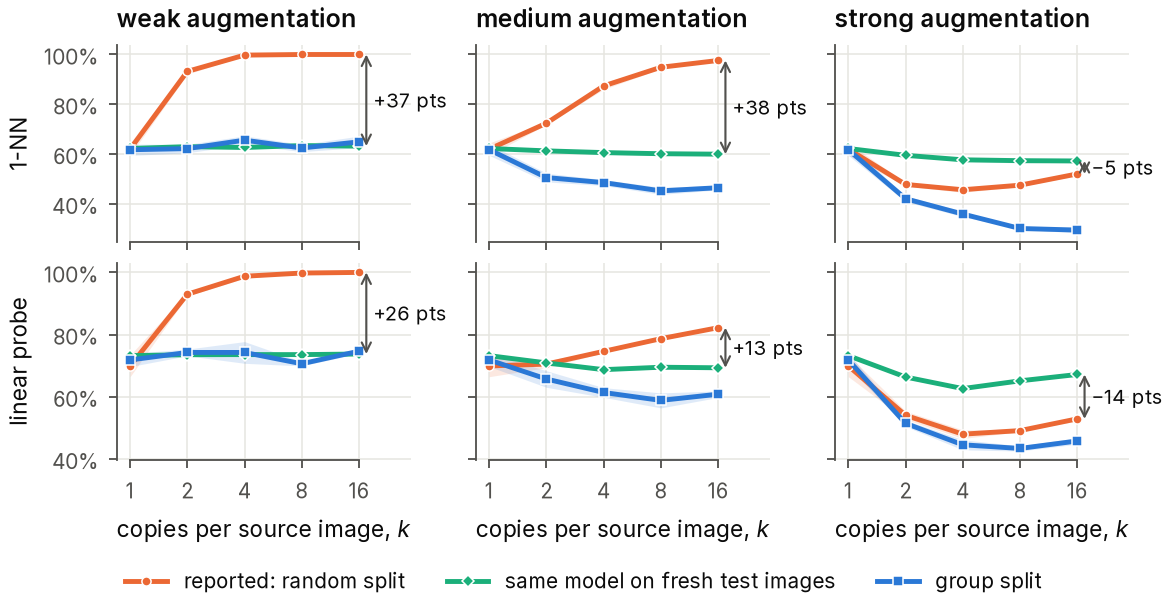 weak augmentation
medium augmentation
strong augmentation
1-NN
100%
80%
60%
40%
+37 pts
+38 pts
−5 pts
linear probe
100%
80%
60%
40%
+26 pts
+13 pts
−14 pts
1 2 4 8 16
1 2 4 8 16
1 2 4 8 16
copies per source image, k
copies per source image, k
copies per source image, k
reported: random split
same model on fresh test images
group split